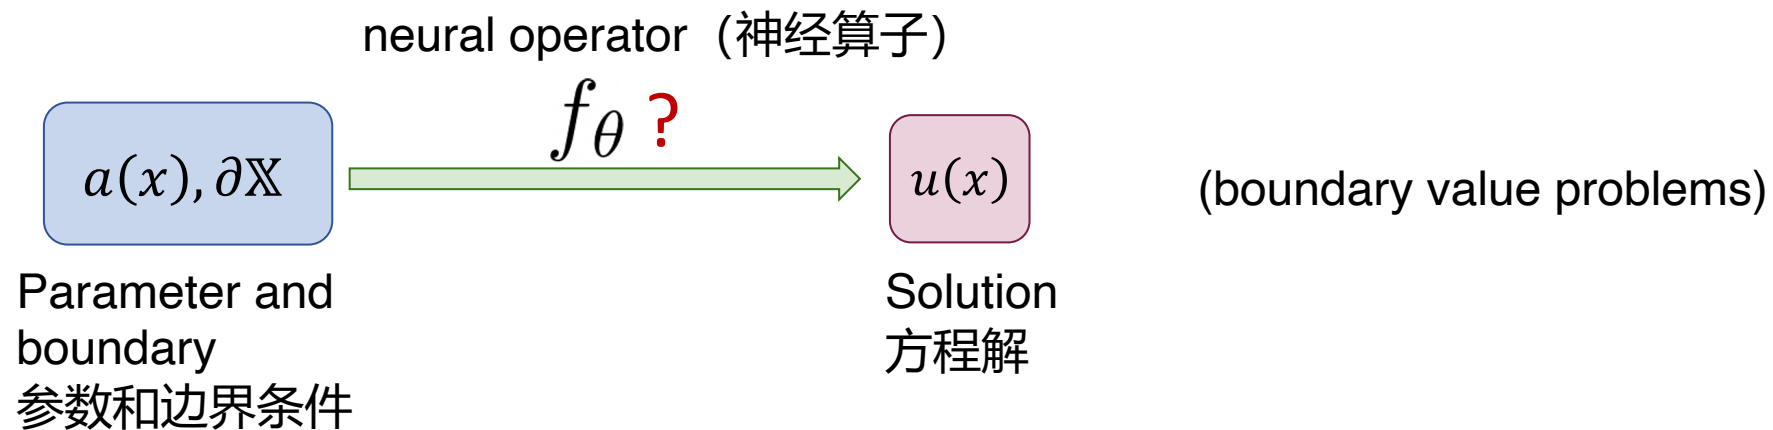 neural operator（神经算子）
f_θ ?
a(x), ∂𝕏
u(x)
(boundary value problems)
Parameter and
boundary
参数和边界条件
Solution
方程解